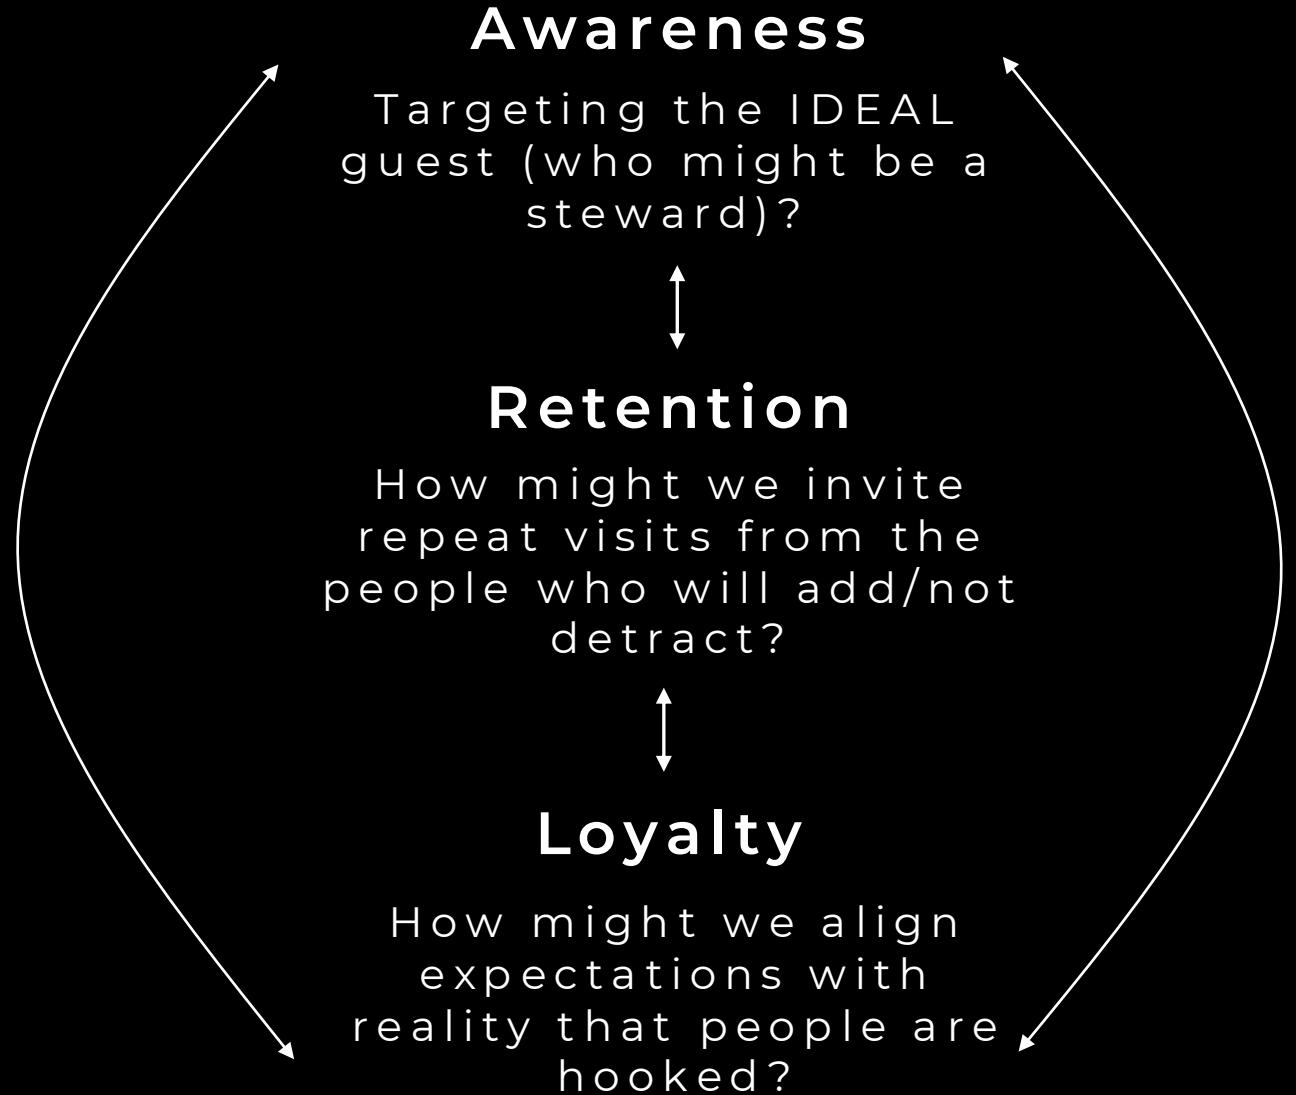 Awareness
Targeting the IDEAL
guest (who might be a
steward)?
Retention
How might we invite
repeat visits from the
people who will add/not
detract?
Loyalty
How might we align
expectations with
reality that people are
hooked?